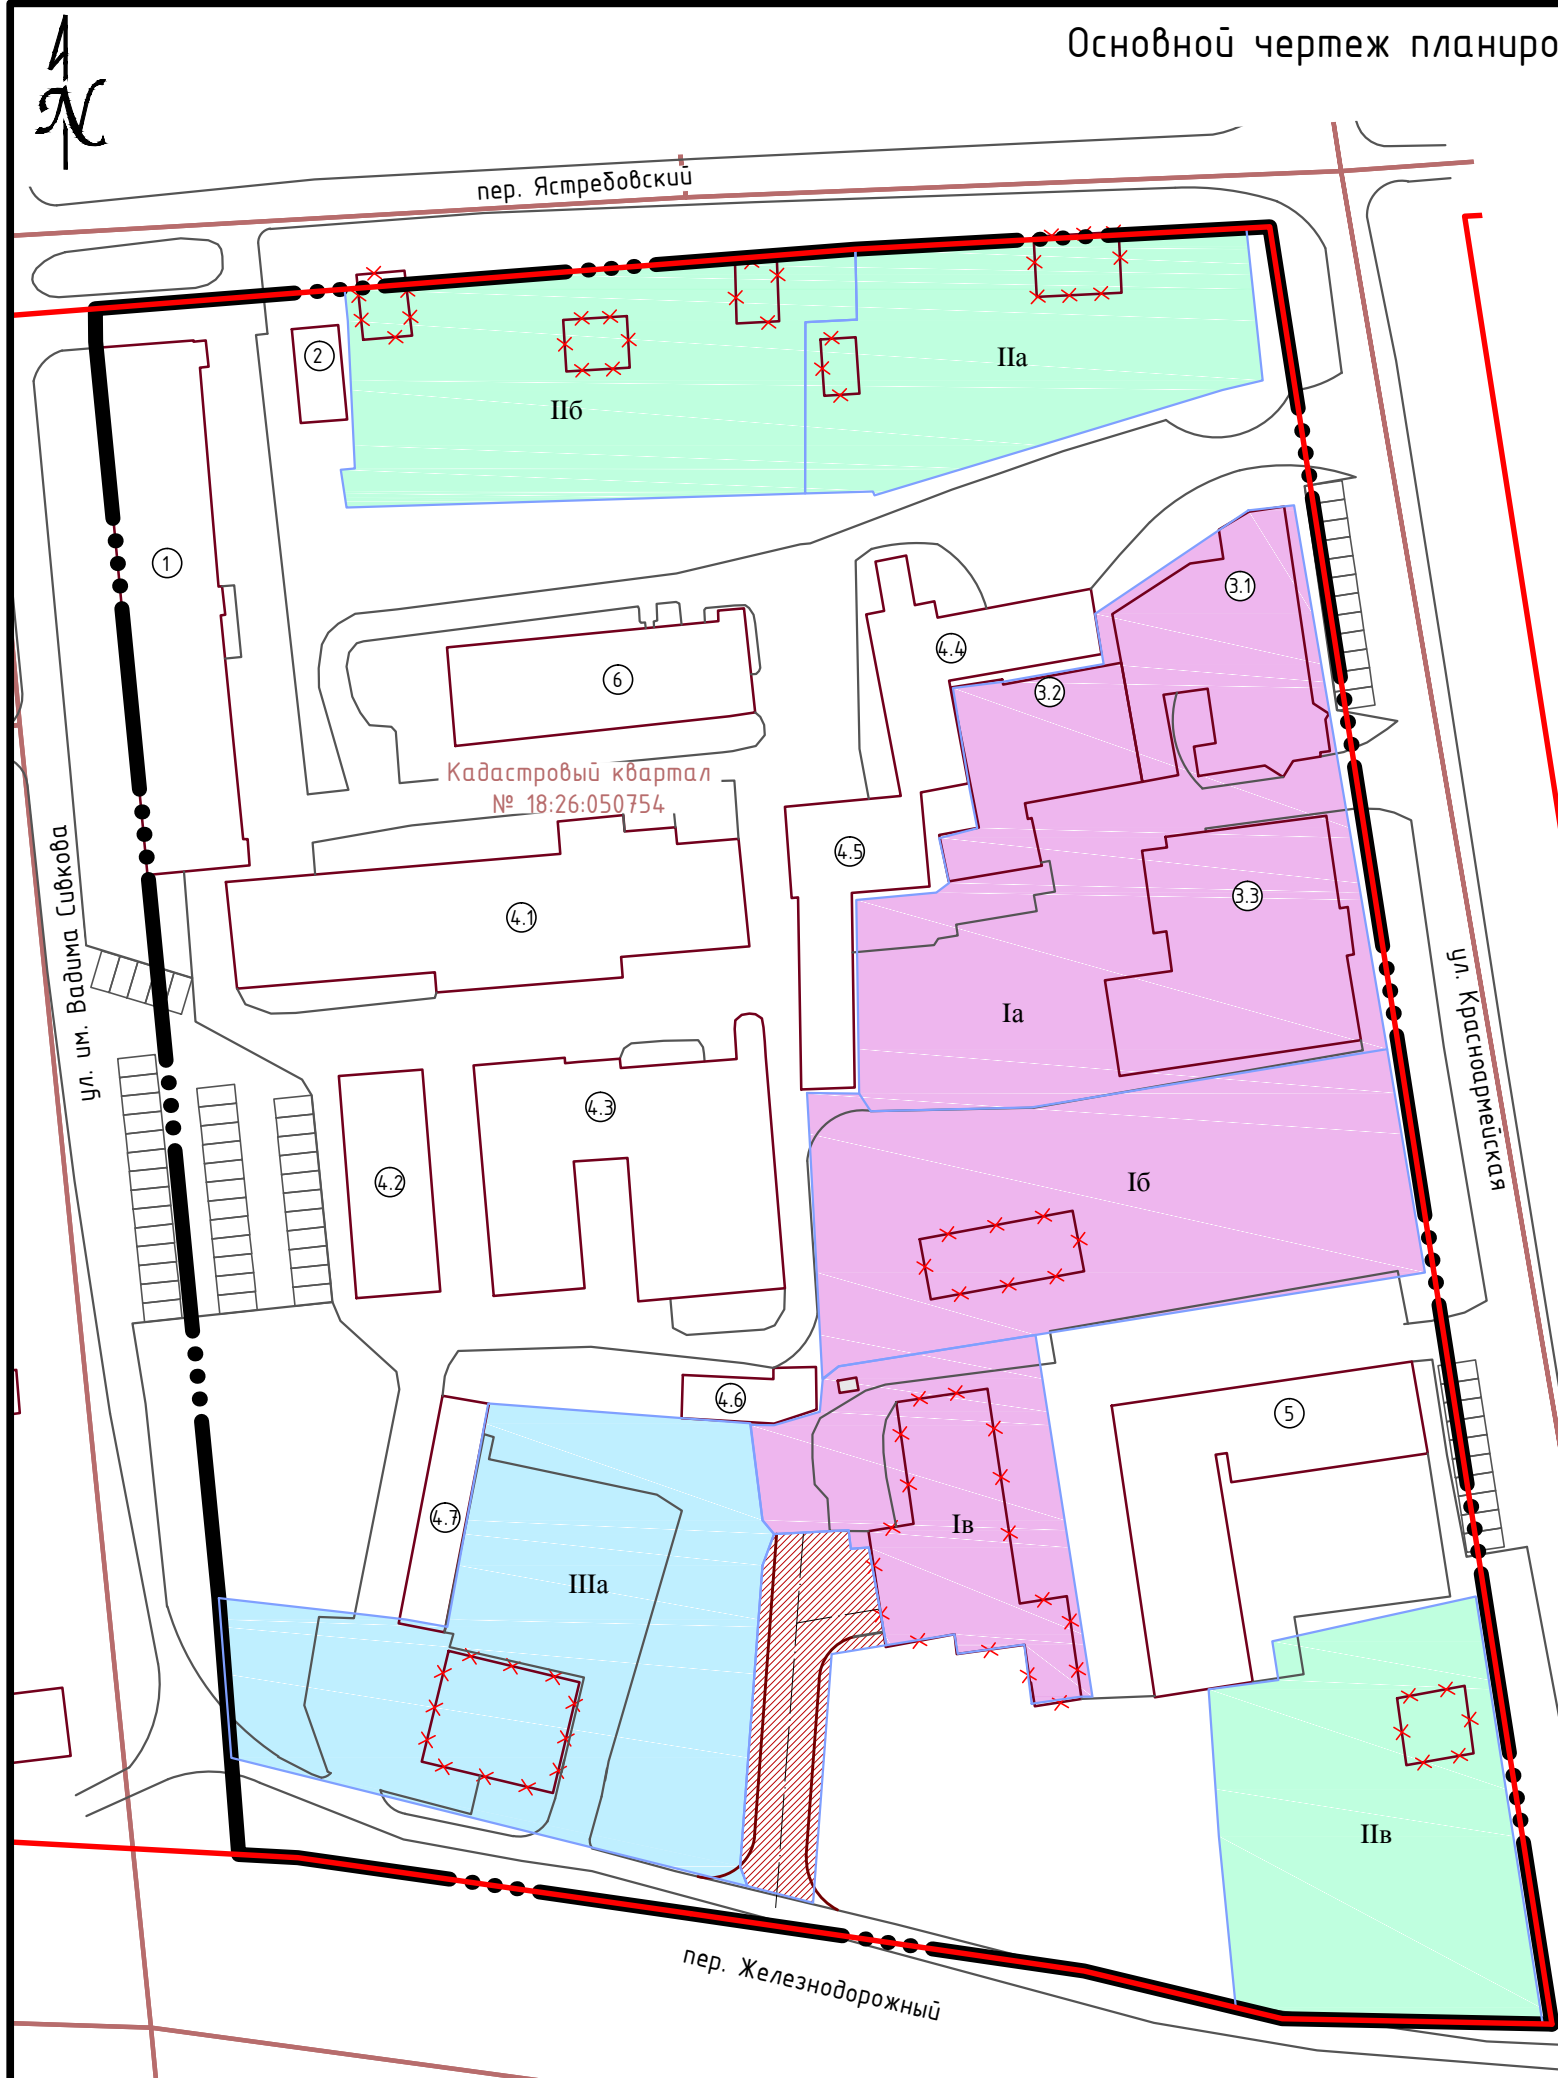 Основной чертеж планиро
N
пер. Ястребовский
2
IIа
IIб
1
3.1
4.4
6
3.2
Кадастровый квартал
№ 18:26:050754
4.5
3.3
4.1
ул. им. Вадима Сивкова
Iа
ул. Красноармейская
4.3
4.2
Iб
4.6
5
4.7
Iв
IIIа
IIв
пер. Железнодорожный